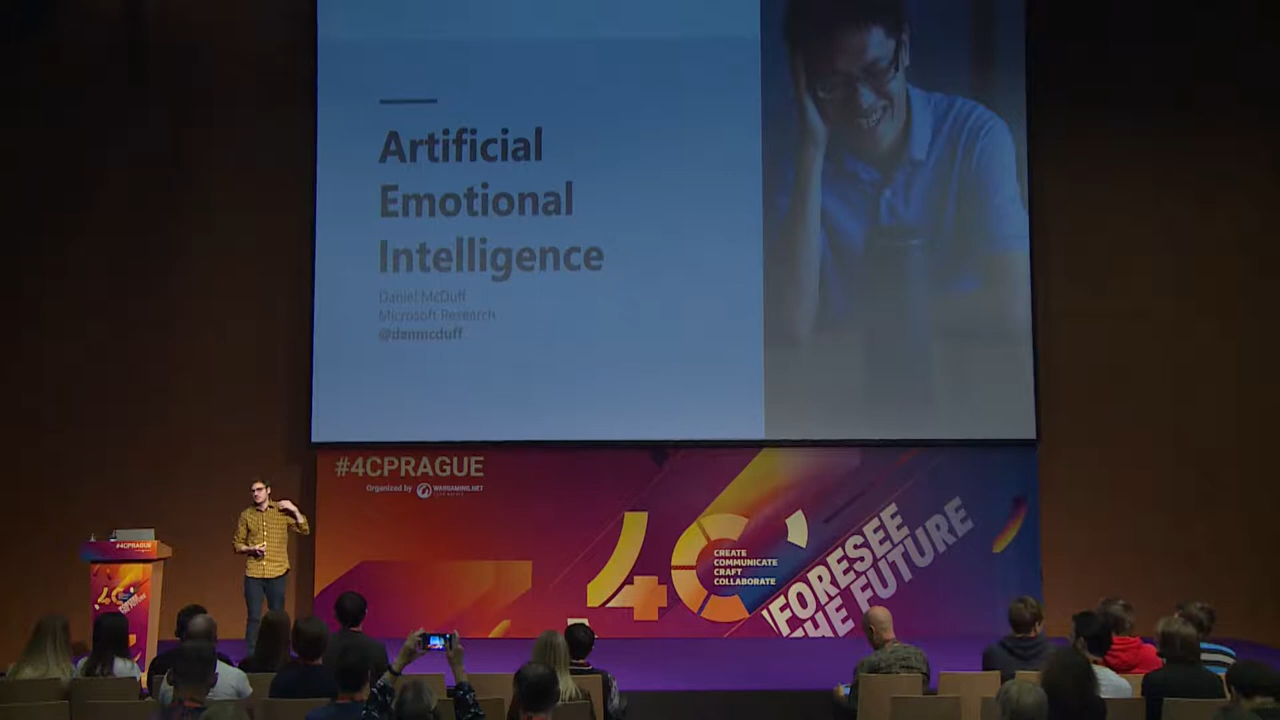 Artificial
Emotional
Intelligence
Daniel McDuff
Microsoft Research
@danmcduff
#4CPRAGUE
Organized by WARGAMING.NET
4C
CREATE
COMMUNICATE
CRAFT
COLLABORATE
FORESEE
THE FUTURE
#4CPRAGUE
4C